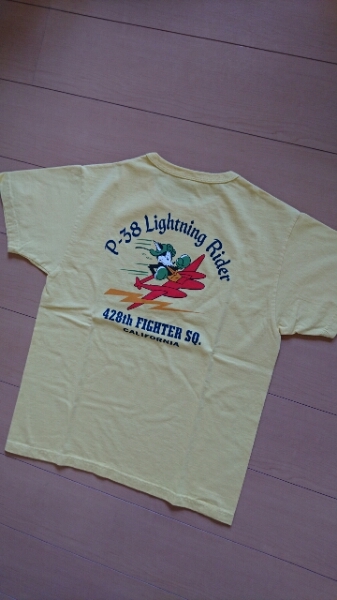 P-38 Lightning Rider
428th FIGHTER SQ.
CALIFORNIA